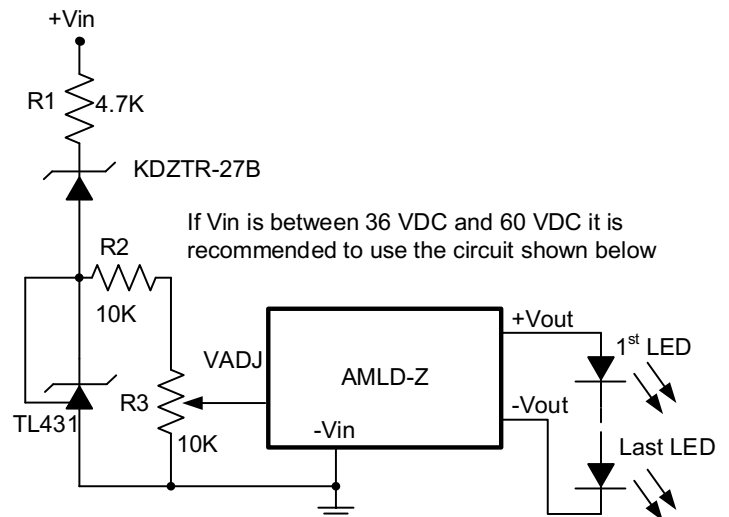 +Vin
R1
4.7K
KDZTR-27B
If Vin is between 36 VDC and 60 VDC it is
recommended to use the circuit shown below
R2
10K
+Vout
1st LED
VADJ
AMLD-Z
R3
-Vout
TL431
10K
-Vin
Last LED